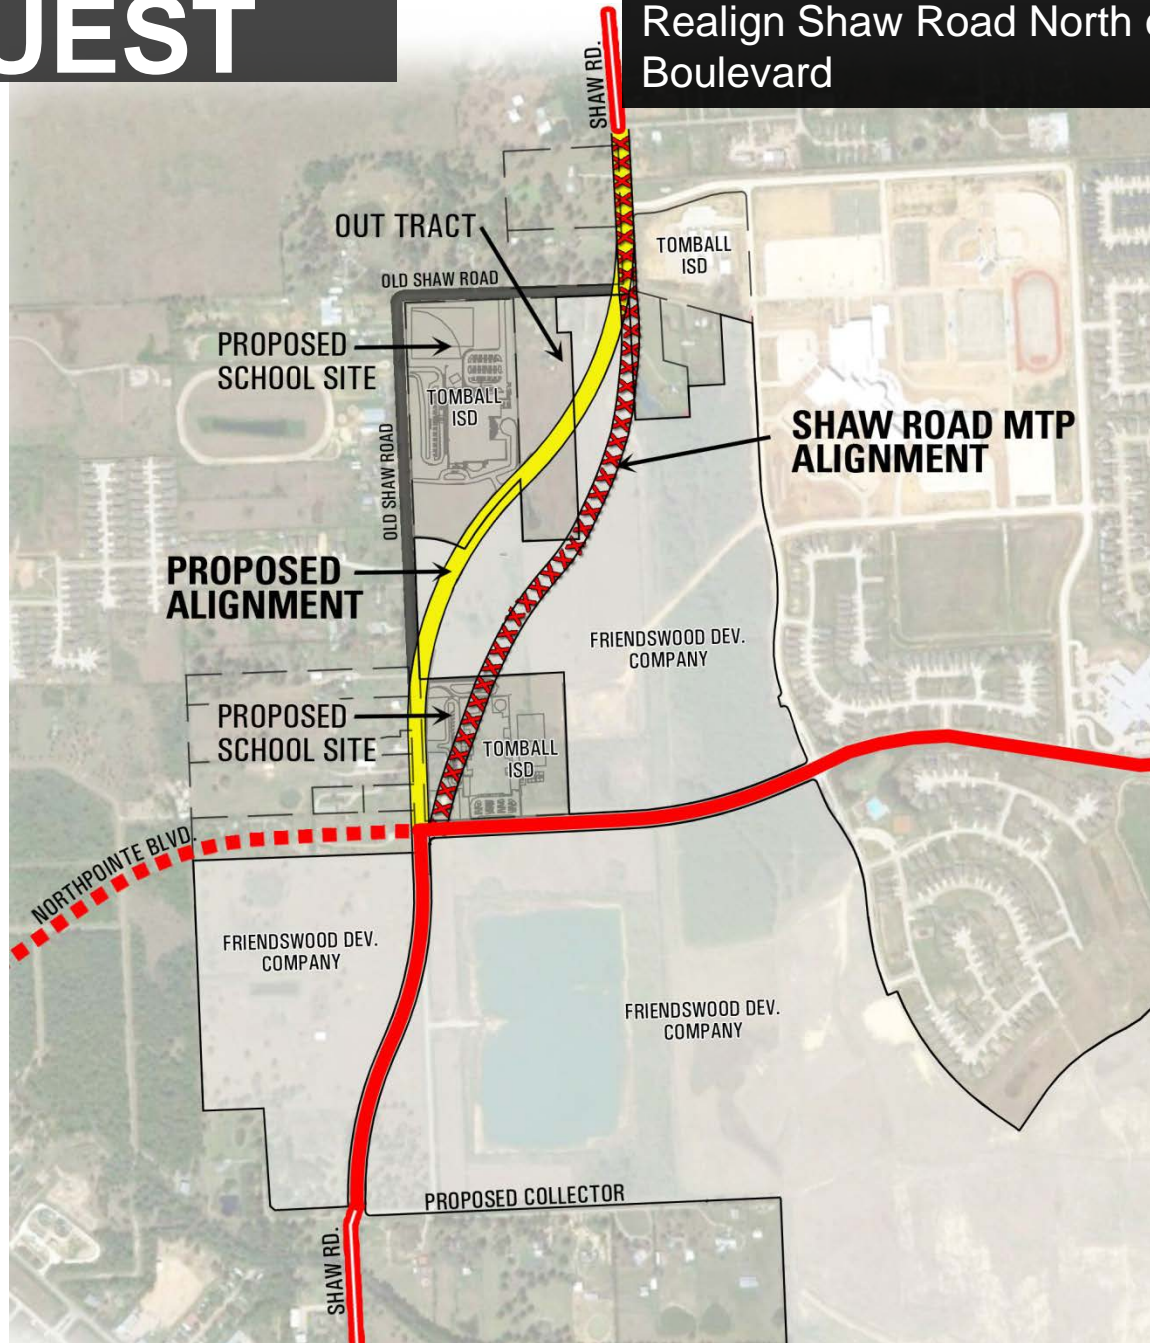 UEST
Realign Shaw Road North
Boulevard
SHAW RD.
OUT TRACT
TOMBALL
ISD
OLD SHAW ROAD
PROPOSED
SCHOOL SITE
TOMBALL
ISD
SHAW ROAD MTP
ALIGNMENT
OLD SHAW ROAD
PROPOSED
ALIGNMENT
FRIENDSWOOD DEV.
COMPANY
PROPOSED
SCHOOL SITE
TOMBALL
ISD
NORTHPOINTE BLVD.
FRIENDSWOOD DEV.
COMPANY
FRIENDSWOOD DEV.
COMPANY
PROPOSED COLLECTOR
SHAW RD.